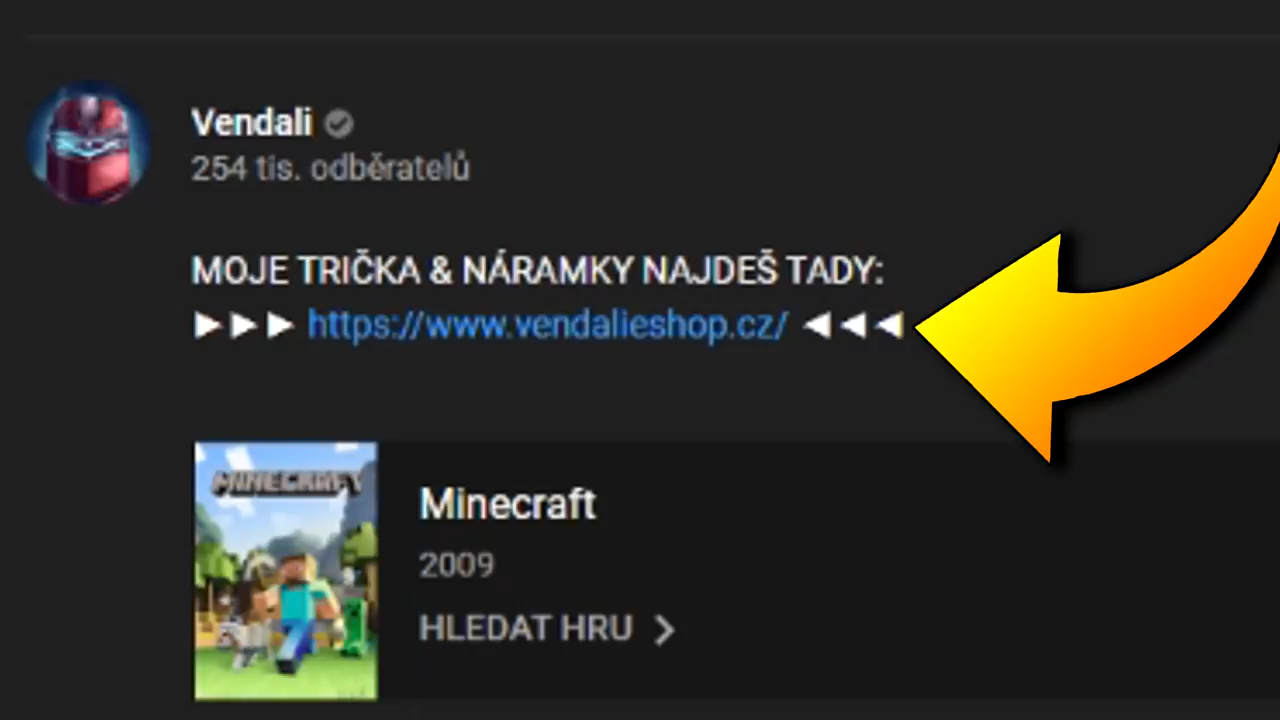 Vendali
254 tis. odběratelů
MOJE TRIČKA & NÁRAMKY NAJDEŠ TADY:
►►► https://www.vendalieshop.cz/ ◄◄◄
MINECRAFT
Minecraft
2009
HLEDAT HRU